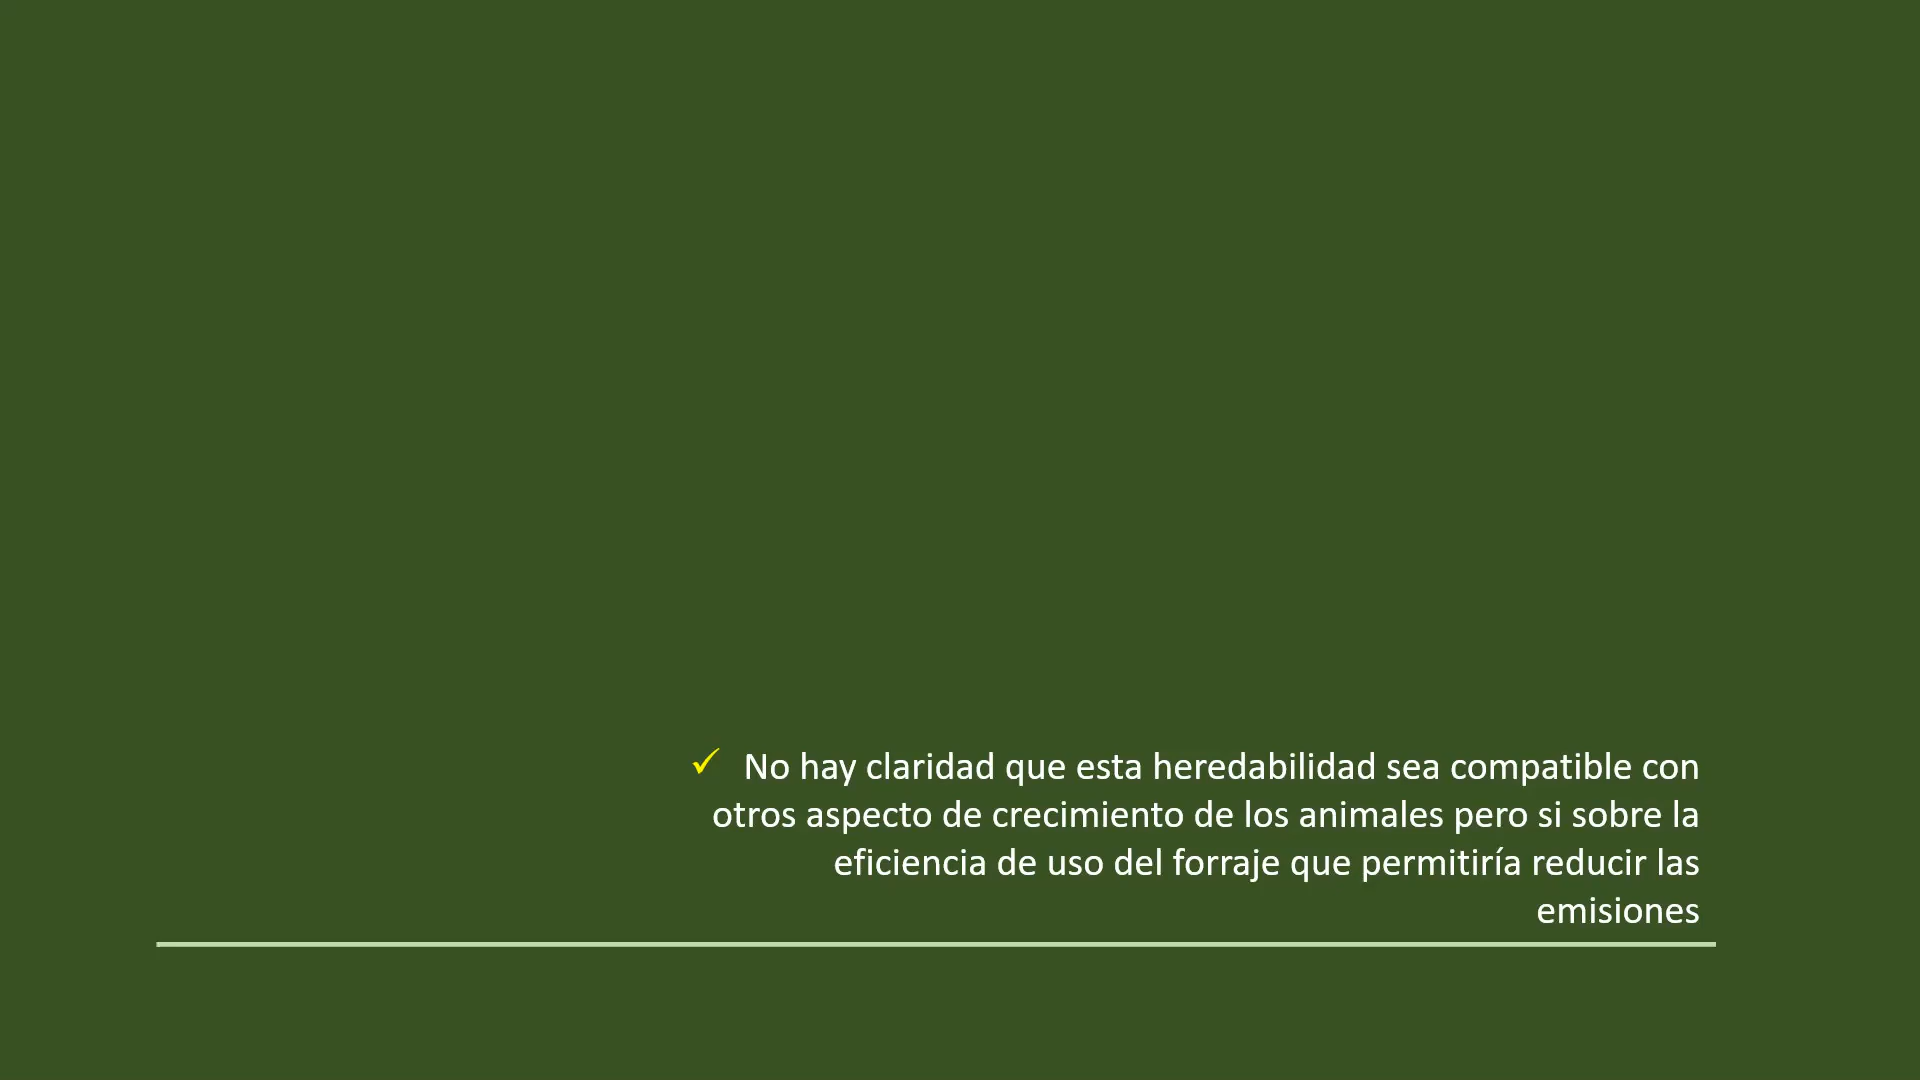 ✓ No hay claridad que esta heredabilidad sea compatible con
otros aspecto de crecimiento de los animales pero si sobre la
eficiencia de uso del forraje que permitiría reducir las
emisiones